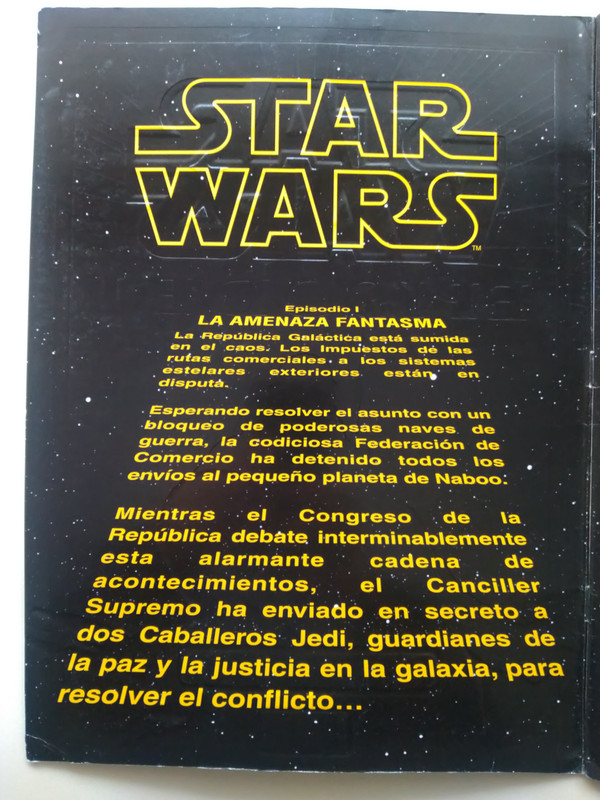 STAR
WARS
TM
Episodio I
LA AMENAZA FANTASMA
La República Galáctica está sumida
en el caos. Los Impuestos de las
rutas comerciales a los sistemas
estelares exteriores están en
disputa.
Esperando resolver el asunto con un
bloqueo de poderosas naves de
guerra, la codiciosa Federación de
Comercio ha detenido todos los
envíos al pequeño planeta de Naboo.
Mientras el Congreso de la
República debate interminablemente
esta alarmante cadena de
acontecimientos, el Canciller
Supremo ha enviado en secreto a
dos Caballeros Jedi, guardianes de
la paz y la justicia en la galaxia, para
resolver el conflicto...